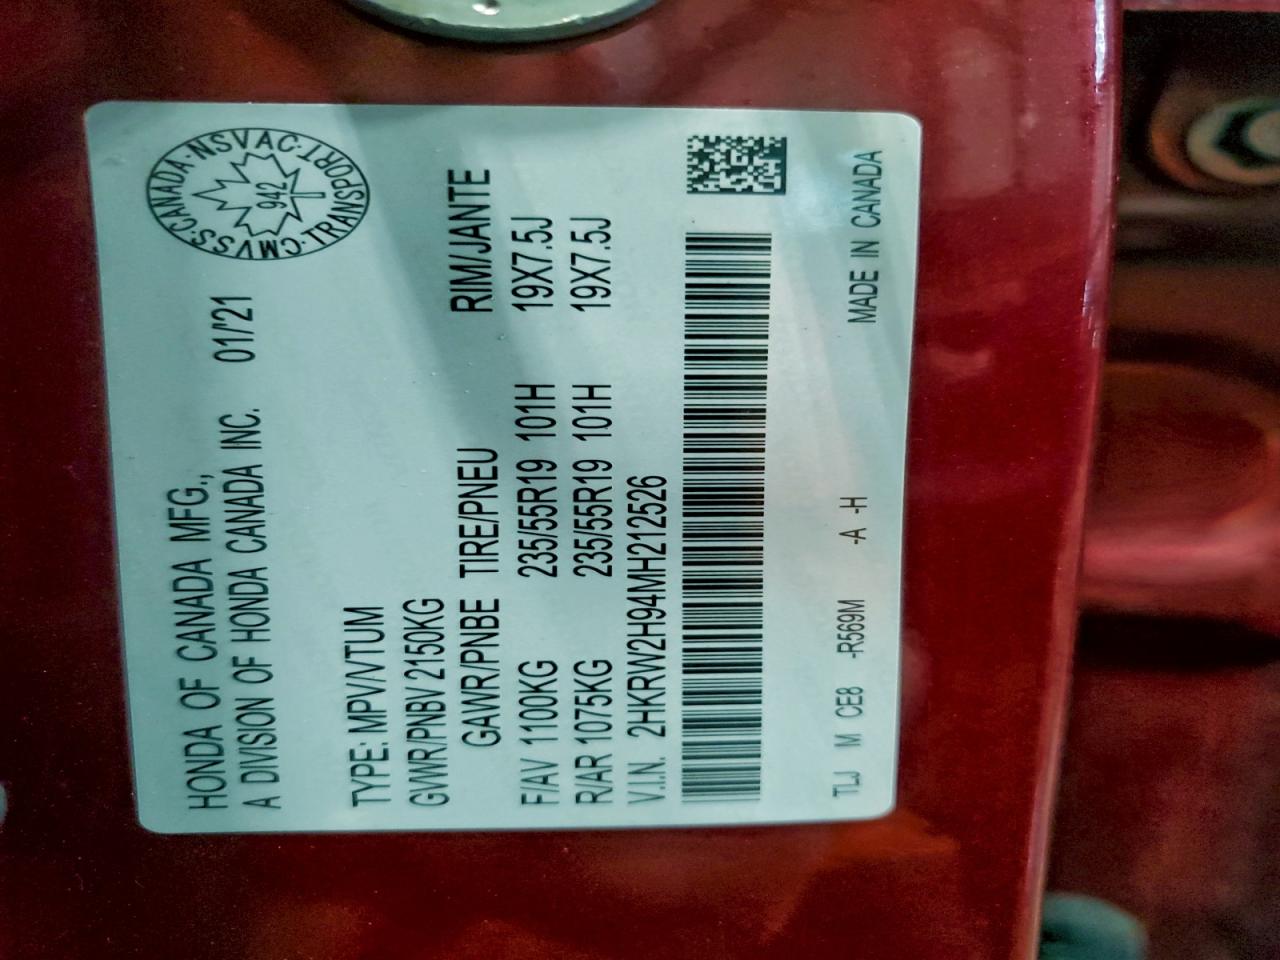 HONDA OF CANADA MFG.,
A DIVISION OF HONDA CANADA INC. 01/'21
CMVSS·CANADA·NSVAC·TRANSPORT·
942
TYPE: MPV/VTUM
GVWR/PNBV 2150KG
GAWR/PNBE TIRE/PNEU RIM/JANTE
F/AV 1100KG 235/55R19 101H 19X7.5J
R/AR 1075KG 235/55R19 101H 19X7.5J
V.I.N. 2HKRW2H94MH212526
TLJ M CE8 -R569M -A -H MADE IN CANADA